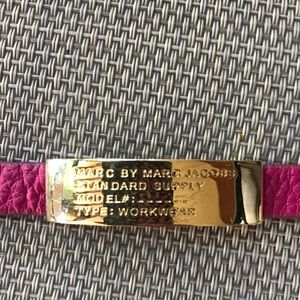 MARC BY MARC JACOBS
STANDARD SUPPLY
MODEL#:
TYPE: WORKWEAR